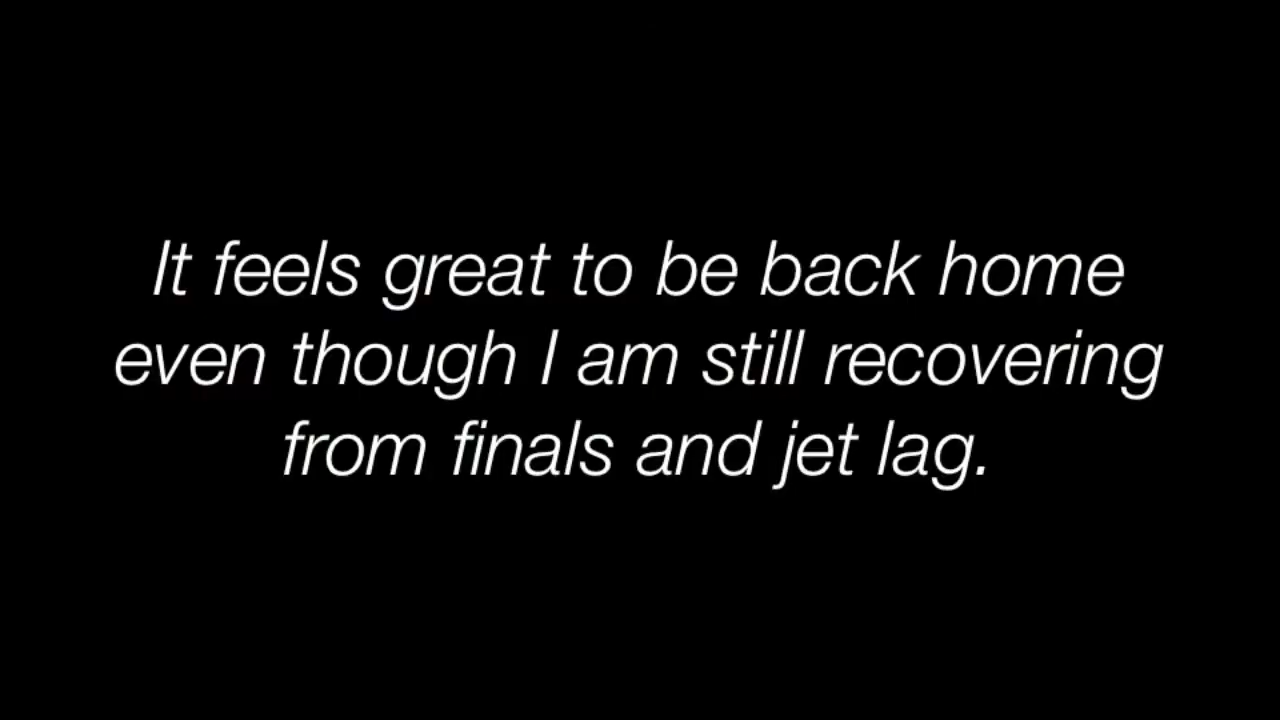 It feels great to be back home
even though I am still recovering
from finals and jet lag.